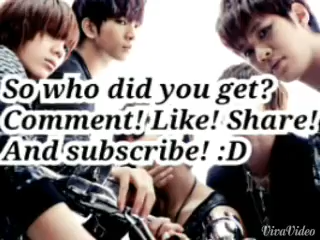 So who did you get?
Comment! Like! Share!
And subscribe! :D
VivaVideo